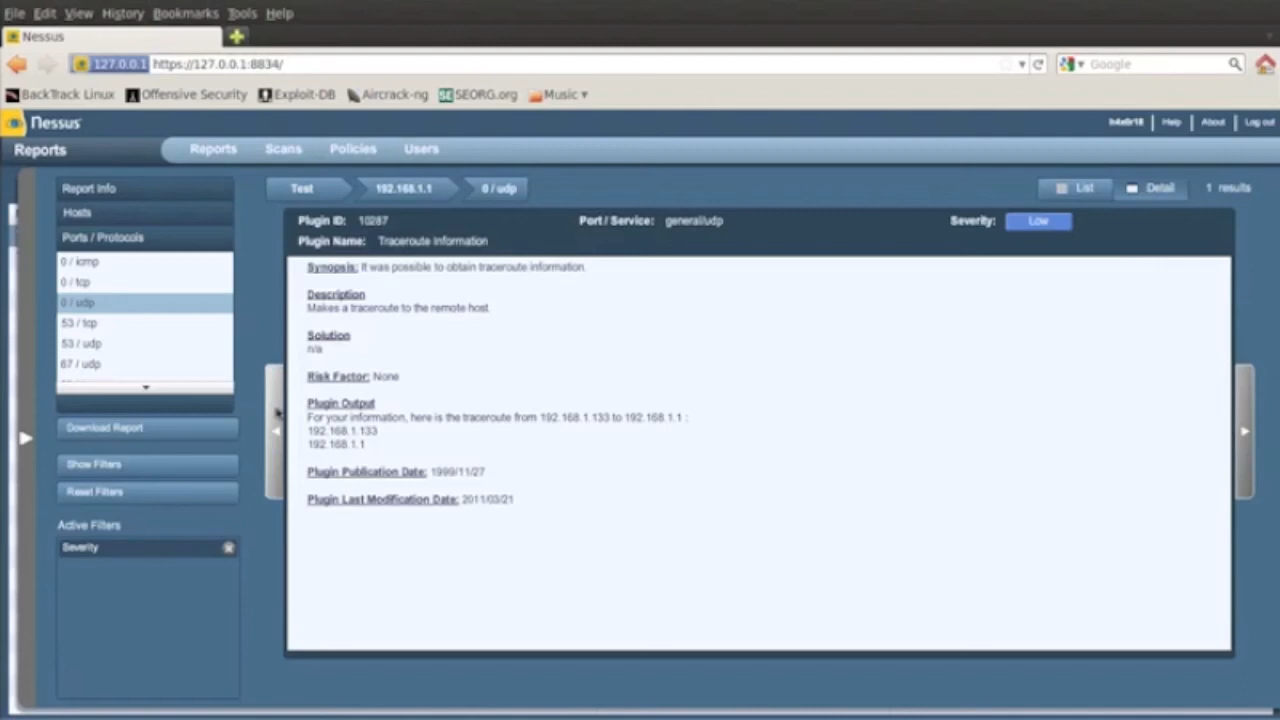 File Edit View History Bookmarks Tools Help
Nessus
127.0.0.1 https://127.0.0.1:8834/
Google
BackTrack Linux Offensive Security Exploit-DB Aircrack-ng SEORG.org Music
Nessus
Help About Log out
Reports
Reports Scans Policies Users
Report Info
Hosts
Ports / Protocols
0 / icmp
0 / tcp
0 / udp
53 / tcp
53 / udp
67 / udp
Download Report
Show Filters
Reset Filters
Active Filters
Severity
Test 192.168.1.1 0 / udp
List Detail 1 results
Plugin ID: 10287 Port / Service: general/udp Severity: Low
Plugin Name: Traceroute Information
Synopsis: It was possible to obtain traceroute information.
Description
Makes a traceroute to the remote host.
Solution
n/a
Risk Factor: None
Plugin Output
For your information, here is the traceroute from 192.168.1.133 to 192.168.1.1 :
192.168.1.133
192.168.1.1
Plugin Publication Date: 1999/11/27
Plugin Last Modification Date: 2011/03/21